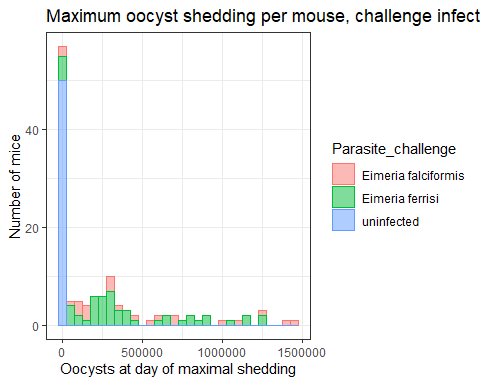 Maximum oocyst shedding per mouse, challenge infect
Number of mice
40
20
0
0
500000
1000000
1500000
Oocysts at day of maximal shedding
Parasite_challenge
Eimeria falciformis
Eimeria ferrisi
uninfected